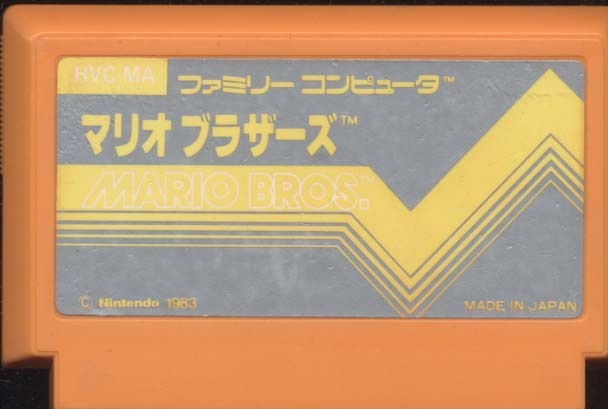 HVC-MA
ファミリー コンピュータ™
マリオ ブラザーズ™
MARIO BROS.™
© Nintendo 1983
MADE IN JAPAN